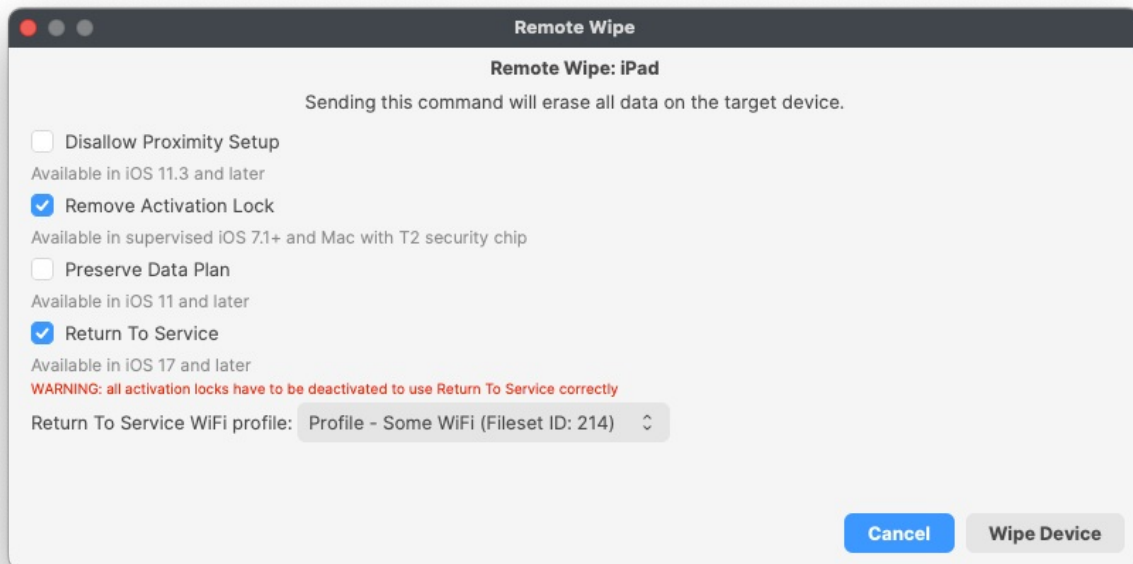 Remote Wipe
Remote Wipe: iPad
Sending this command will erase all data on the target device.
Disallow Proximity Setup
Available in iOS 11.3 and later
Remove Activation Lock
Available in supervised iOS 7.1+ and Mac with T2 security chip
Preserve Data Plan
Available in iOS 11 and later
Return To Service
Available in iOS 17 and later
WARNING: all activation locks have to be deactivated to use Return To Service correctly
Return To Service WiFi profile: Profile - Some WiFi (Fileset ID: 214)
Cancel Wipe Device